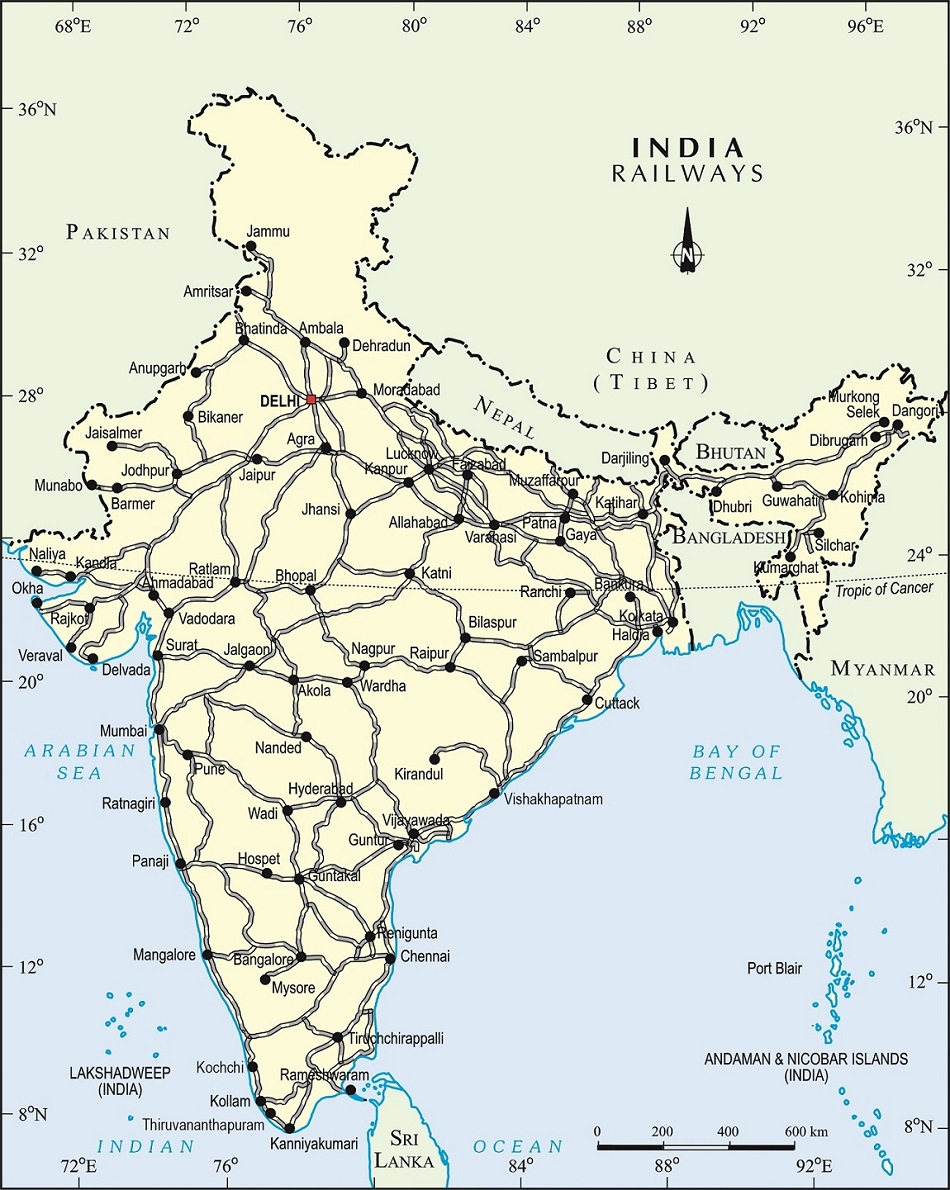 68°E
72°
76°
80°
84°
88°
92°
96°E
36°N
36°N
INDIA
RAILWAYS
N
PAKISTAN
Jammu
32°
32°
Amritsar
Bhatinda
Ambala
Dehradun
CHINA
(TIBET)
Anupgarh
28°
28°
DELHI
Moradabad
NEPAL
Murkong
Selek
Dangori
Bikaner
Jaisalmer
Agra
Lucknow
Faizabad
Darjiling
BHUTAN
Dibrugarh
Jodhpur
Jaipur
Kanpur
Muzaffarpur
Munabo
Barmer
Katihar
Dhubri
Guwahati
Kohima
Jhansi
Allahabad
Varanasi
Patna
Gaya
BANGLADESH
Silchar
24°
Naliya
Kandla
Kumarghat
Okha
Ahmadabad
Ratlam
Bhopal
Katni
Ranchi
Bankura
Tropic of Cancer
Rajkot
Vadodara
Bilaspur
Kolkata
Haldia
Veraval
Delvada
Surat
Jalgaon
Nagpur
Raipur
Sambalpur
MYANMAR
20°
20°
Akola
Wardha
Cuttack
Mumbai
ARABIAN
SEA
Nanded
BAY OF
BENGAL
Pune
Kirandul
Ratnagiri
Hyderabad
Vishakhapatnam
Wadi
16°
Vijayawada
Guntur
Panaji
Hospet
Guntakal
Renigunta
Mangalore
Bangalore
Chennai
12°
12°
Port Blair
Mysore
Tiruchchirappalli
LAKSHADWEEP
(INDIA)
Kochchi
Rameshwaram
ANDAMAN & NICOBAR ISLANDS
(INDIA)
Kollam
8°N
8°N
Thiruvananthapuram
Kanniyakumari
INDIAN
OCEAN
SRI
LANKA
0
200
400
600 km
72°E
76°
84°
88°
92°E